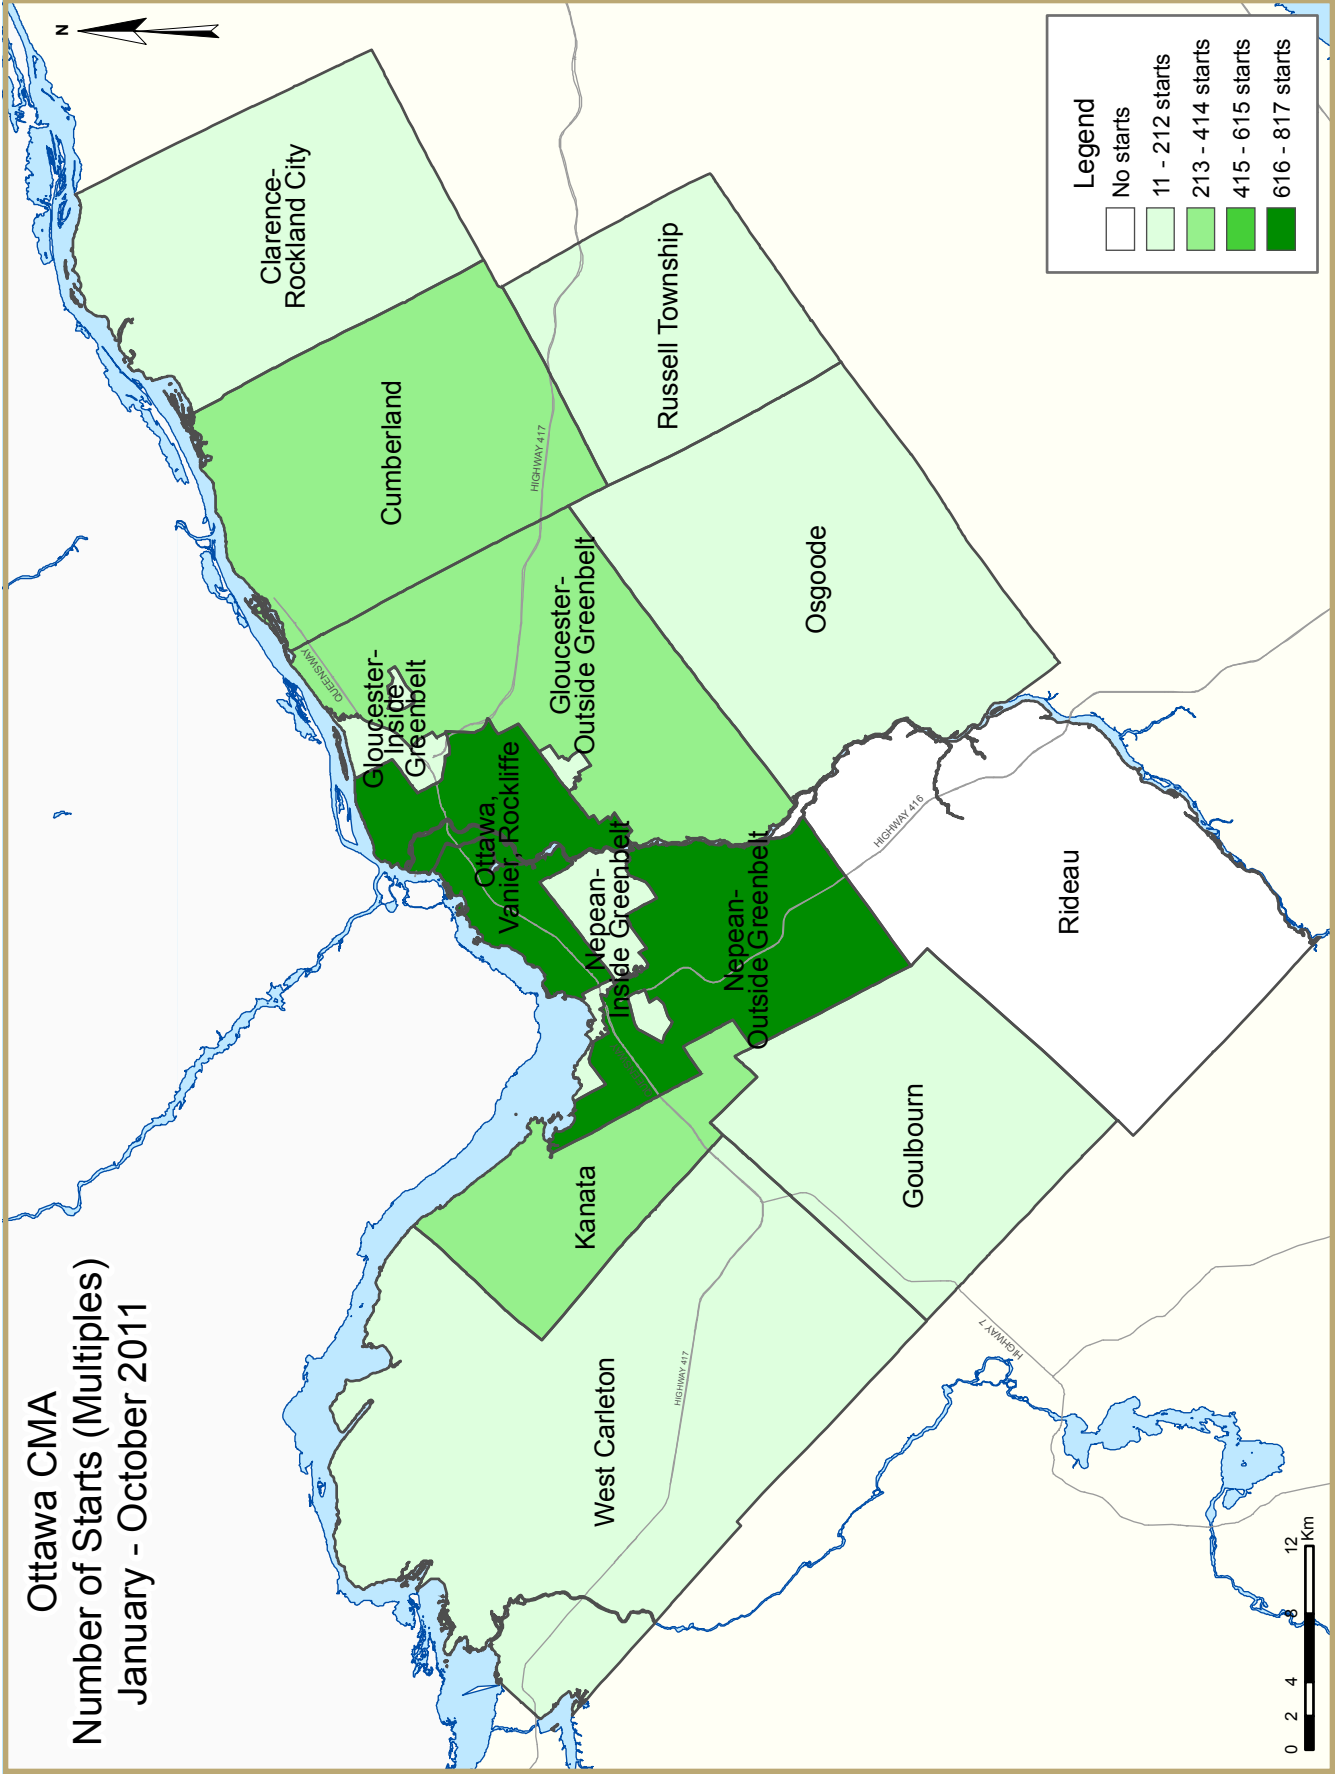 Ottawa CMA
Number of Starts (Multiples)
January - October 2011
N
Clarence-
Rockland City
Cumberland
Russell Township
HIGHWAY 417
QUEENSWAY
Gloucester-
Inside
Greenbelt
Gloucester-
Outside Greenbelt
Osgoode
Ottawa,
Vanier, Rockliffe
Nepean-
Inside Greenbelt
Nepean-
Outside Greenbelt
HIGHWAY 416
Rideau
Kanata
Goulbourn
West Carleton
HIGHWAY 417
HIGHWAY 7
0 2 4 8 12
Km
Legend
No starts
11 - 212 starts
213 - 414 starts
415 - 615 starts
616 - 817 starts